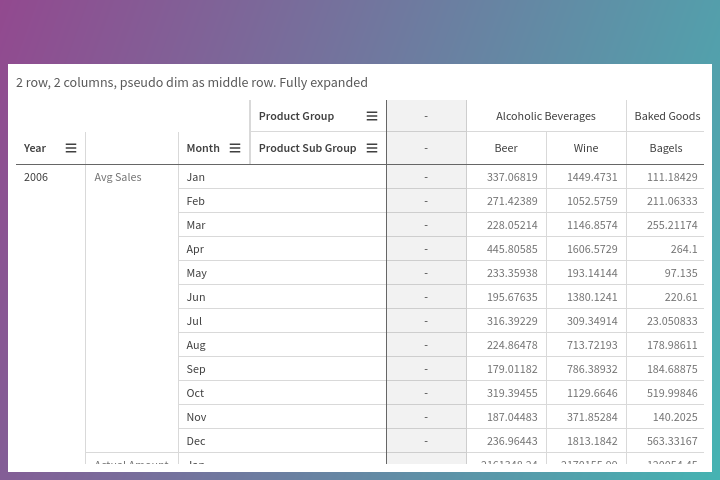 2 row, 2 columns, pseudo dim as middle row. Fully expanded
Product Group - Alcoholic Beverages Baked Goods
Year Month Product Sub Group - Beer Wine Bagels
2006 Avg Sales Jan - 337.06819 1449.4731 111.18429
Feb - 271.42389 1052.5759 211.06333
Mar - 228.05214 1146.8574 255.21174
Apr - 445.80585 1606.5729 264.1
May - 233.35938 193.14144 97.135
Jun - 195.67635 1380.1241 220.61
Jul - 316.39229 309.34914 23.050833
Aug - 224.86478 713.72193 178.98611
Sep - 179.01182 786.38932 184.68875
Oct - 319.39455 1129.6646 519.99846
Nov - 187.04483 371.85284 140.2025
Dec - 236.96443 1813.1842 563.33167
Actual Amount Jan